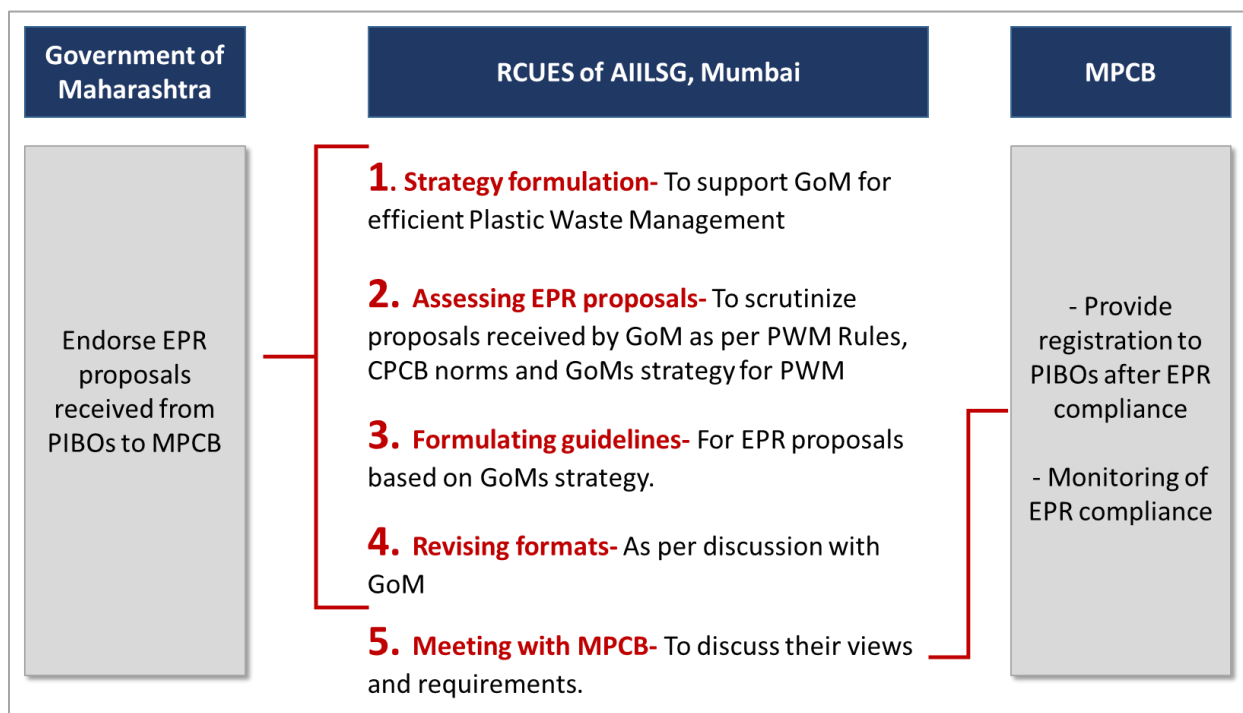 Government of
Maharashtra
RCUES of AIILSG, Mumbai
MPCB
Endorse EPR
proposals
received from
PIBOs to MPCB
1. Strategy formulation- To support GoM for
efficient Plastic Waste Management
2. Assessing EPR proposals- To scrutinize
proposals received by GoM as per PWM Rules,
CPCB norms and GoMs strategy for PWM
3. Formulating guidelines- For EPR proposals
based on GoMs strategy.
4. Revising formats- As per discussion with
GoM
5. Meeting with MPCB- To discuss their views
and requirements.
- Provide
registration to
PIBOs after EPR
compliance
- Monitoring of
EPR compliance